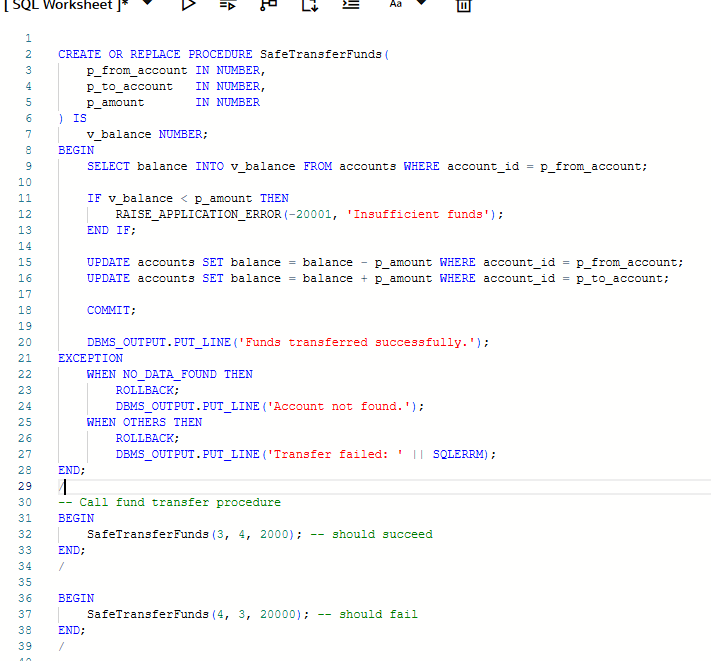 [ SQL Worksheet ]*
Aa
1
2 CREATE OR REPLACE PROCEDURE SafeTransferFunds(
3     p_from_account IN NUMBER,
4     p_to_account   IN NUMBER,
5     p_amount       IN NUMBER
6 ) IS
7     v_balance NUMBER;
8 BEGIN
9     SELECT balance INTO v_balance FROM accounts WHERE account_id = p_from_account;
10
11     IF v_balance < p_amount THEN
12         RAISE_APPLICATION_ERROR(-20001, 'Insufficient funds');
13     END IF;
14
15     UPDATE accounts SET balance = balance - p_amount WHERE account_id = p_from_account;
16     UPDATE accounts SET balance = balance + p_amount WHERE account_id = p_to_account;
17
18     COMMIT;
19
20     DBMS_OUTPUT.PUT_LINE('Funds transferred successfully.');
21 EXCEPTION
22     WHEN NO_DATA_FOUND THEN
23         ROLLBACK;
24         DBMS_OUTPUT.PUT_LINE('Account not found.');
25     WHEN OTHERS THEN
26         ROLLBACK;
27         DBMS_OUTPUT.PUT_LINE('Transfer failed: ' || SQLERRM);
28 END;
29 /
30 -- Call fund transfer procedure
31 BEGIN
32     SafeTransferFunds(3, 4, 2000); -- should succeed
33 END;
34 /
35
36 BEGIN
37     SafeTransferFunds(4, 3, 20000); -- should fail
38 END;
39 /